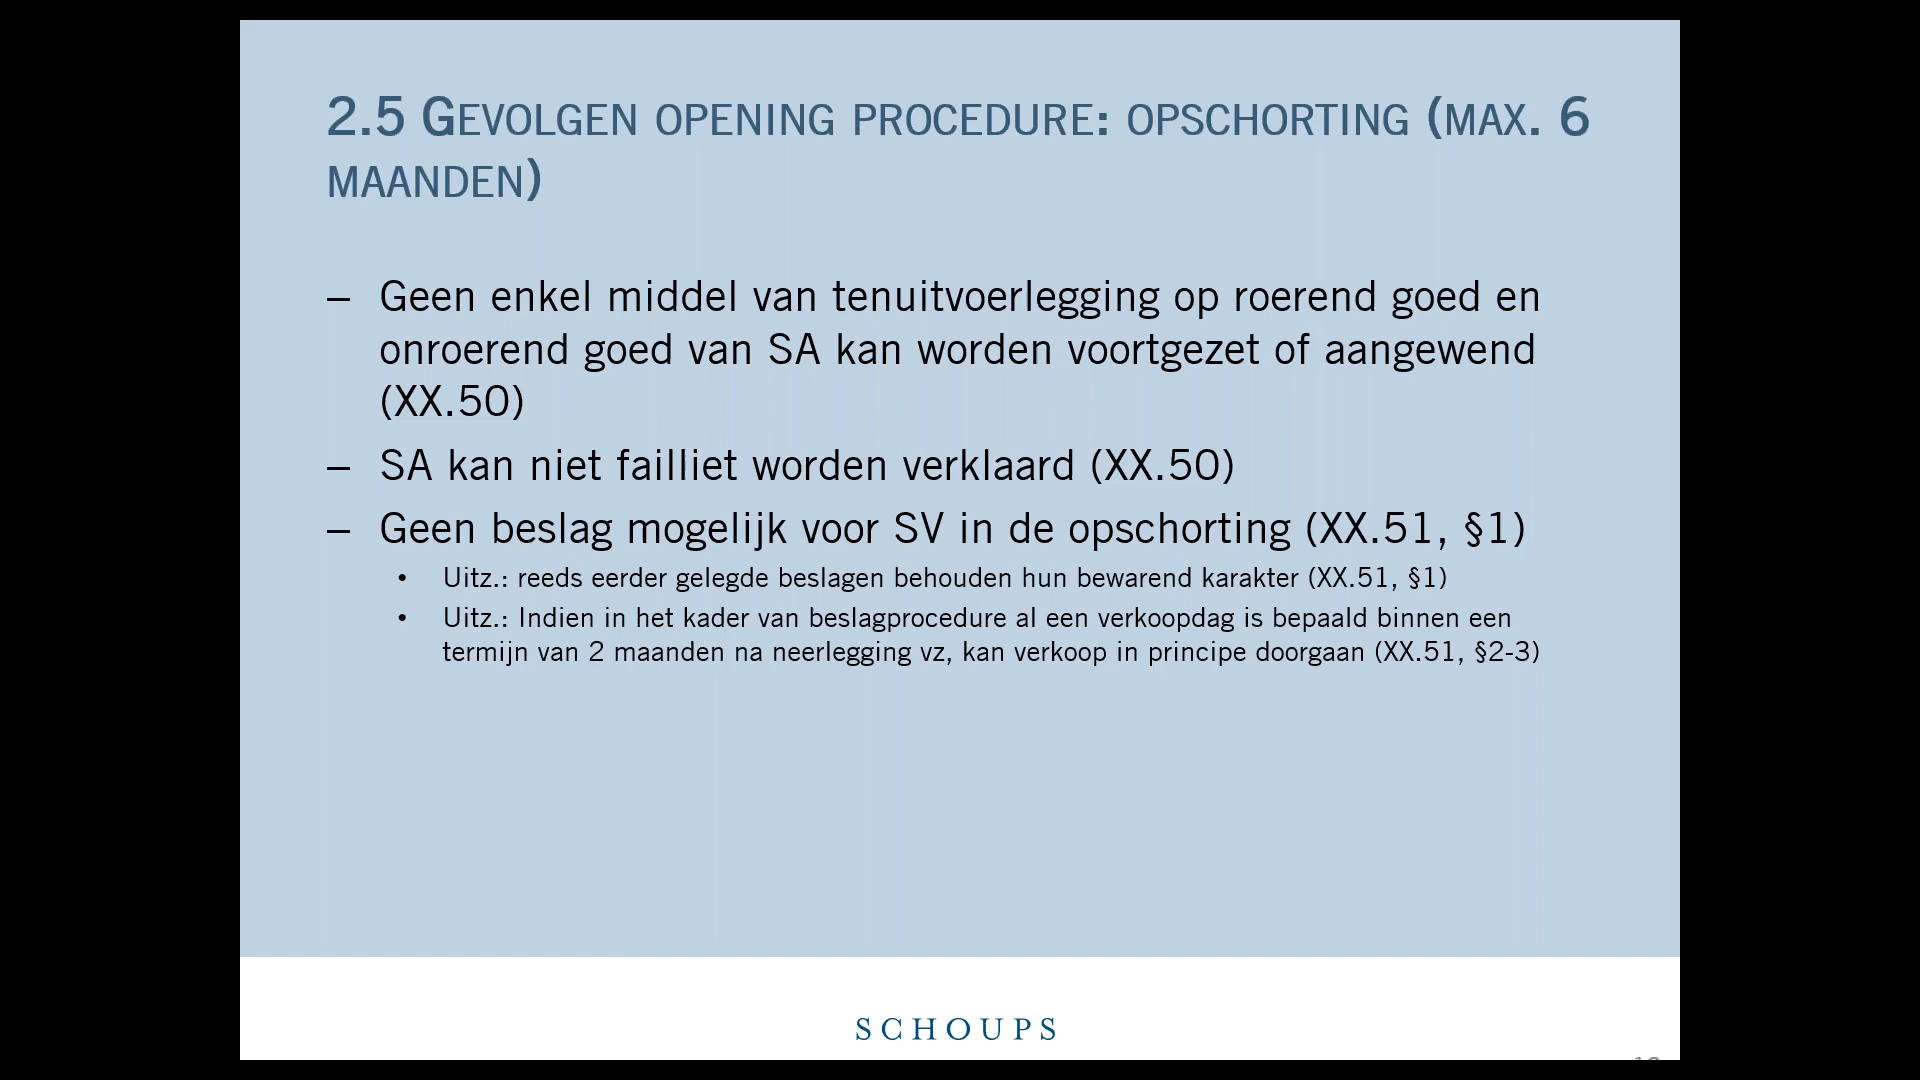 2.5 Gevolgen opening procedure: opschorting (max. 6
maanden)
– Geen enkel middel van tenuitvoerlegging op roerend goed en
onroerend goed van SA kan worden voortgezet of aangewend
(XX.50)
– SA kan niet failliet worden verklaard (XX.50)
– Geen beslag mogelijk voor SV in de opschorting (XX.51, §1)
• Uitz.: reeds eerder gelegde beslagen behouden hun bewarend karakter (XX.51, §1)
• Uitz.: Indien in het kader van beslagprocedure al een verkoopdag is bepaald binnen een
termijn van 2 maanden na neerlegging vz, kan verkoop in principe doorgaan (XX.51, §2-3)
SCHOUPS